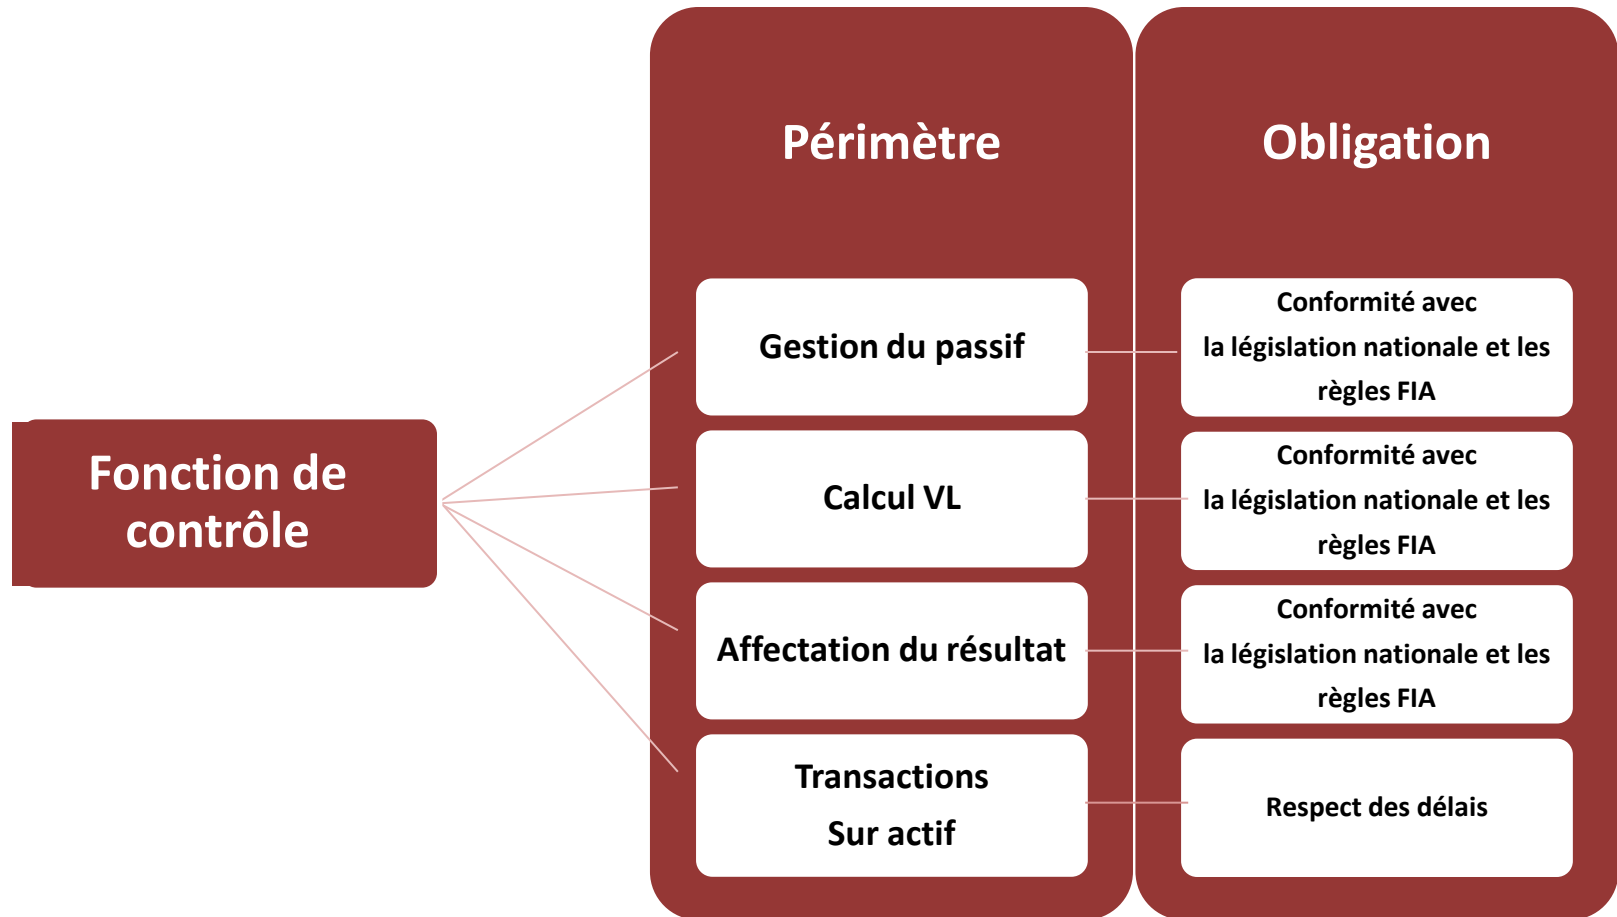 Périmètre
Obligation
Fonction de
contrôle
Gestion du passif
Conformité avec
la législation nationale et les
règles FIA
Calcul VL
Conformité avec
la législation nationale et les
règles FIA
Affectation du résultat
Conformité avec
la législation nationale et les
règles FIA
Transactions
Sur actif
Respect des délais